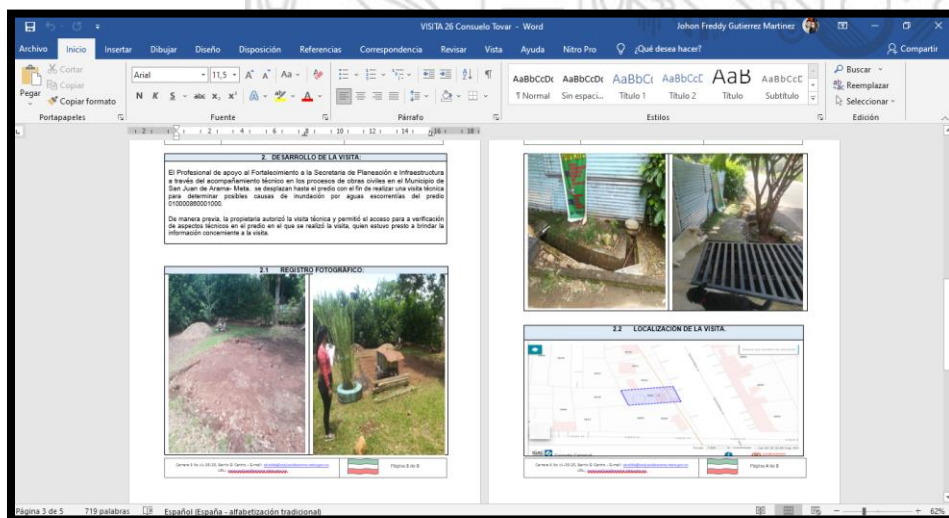 VISITA 26 Consuelo Tovar - Word
Johon Freddy Gutierrez Martinez
Archivo Inicio Insertar Dibujar Diseño Disposición Referencias Correspondencia Revisar Vista Ayuda Nitro Pro ¿Qué desea hacer? Compartir
Pegar
Cortar
Copiar
Copiar formato
Portapapeles
Arial 11,5
N K S abc x₂ x²
Fuente
Párrafo
AaBbCcDc AaBbCcDc AaBbCc AaBbCcC AaB AaBbCcC
¶ Normal Sin espaci... Título 1 Título 2 Título Subtítulo
Estilos
Buscar
Reemplazar
Seleccionar
Edición
2. DESARROLLO DE LA VISITA:
El Profesional de apoyo al Fortalecimiento a la Secretaria de Planeación e Infraestructura
a través del acompañamiento técnico en los procesos de obras civiles en el Municipio de
San Juan de Arama- Meta. se desplazan hasta el predio con el fin de realizar una visita técnica
para determinar posibles causas de inundación por aguas escorrentías del predio
010000860001000.
De manera previa, la propietaria autorizó la visita técnica y permitió el acceso para a verificación
de aspectos técnicos en el predio en el que se realizó la visita, quien estuvo presto a brindar la
información concerniente a la visita.
2.1 REGISTRO FOTOGRÁFICO:
Página 3 de 5
2.2 LOCALIZACIÓN DE LA VISITA.
Página 4 de 5
Página 3 de 5 719 palabras Español (España - alfabetización tradicional) 62%